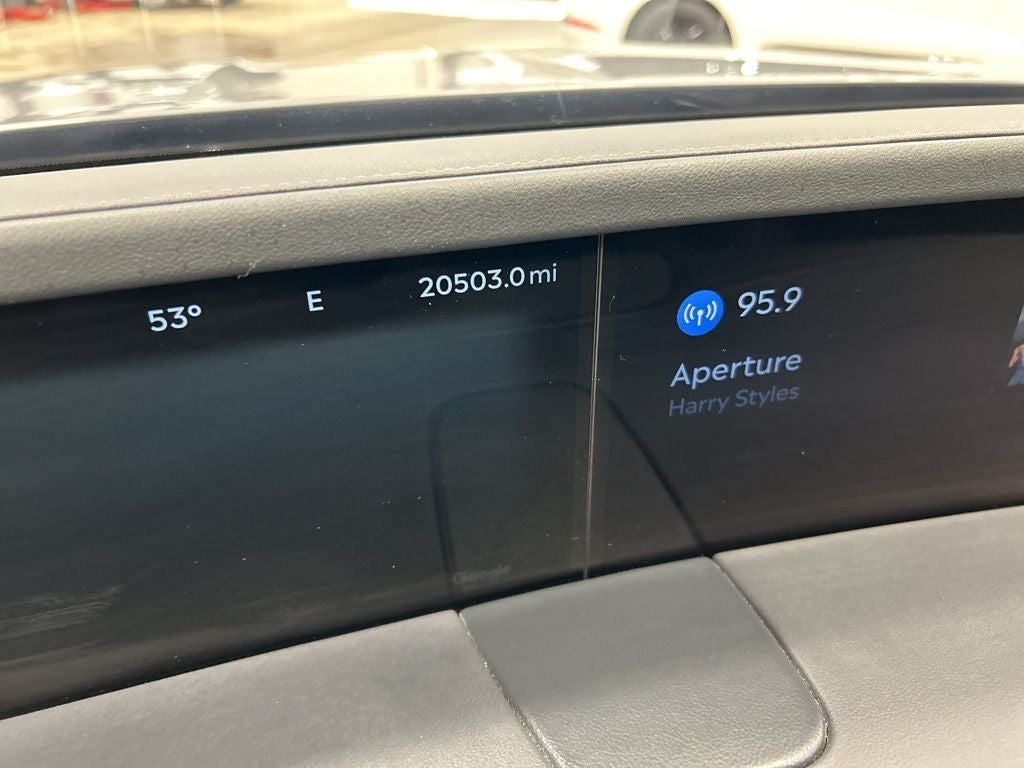 53° E 20503.0 mi
95.9
Aperture
Harry Styles
Google